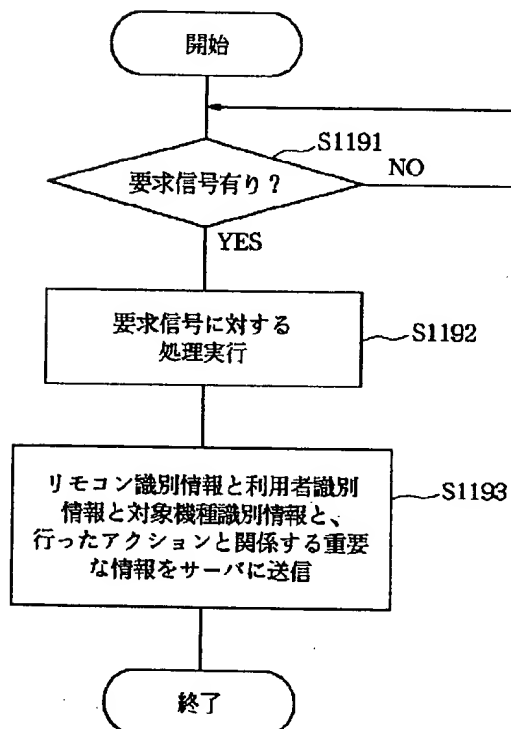 開始
S1191
要求信号有り?
NO
YES
要求信号に対する
処理実行
S1192
リモコン識別情報と利用者識別
情報と対象機種識別情報と、
行ったアクションと関係する重要
な情報をサーバに送信
S1193
終了